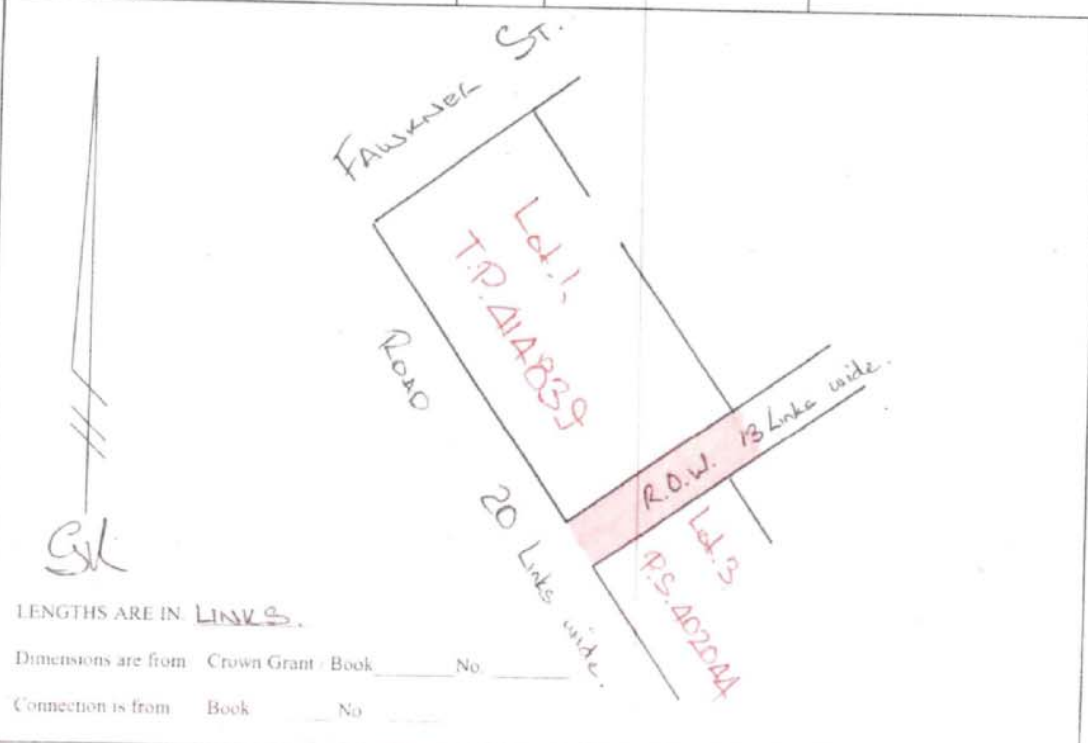 FAWKNER ST.
Lot.1,
T.P. 414839
ROAD
20 Links wide.
R.O.W. 13 Links wide.
Lot.3
P.S. 402044
LENGTHS ARE IN LINKS.
Dimensions are from Crown Grant / Book No.
Connection is from Book No